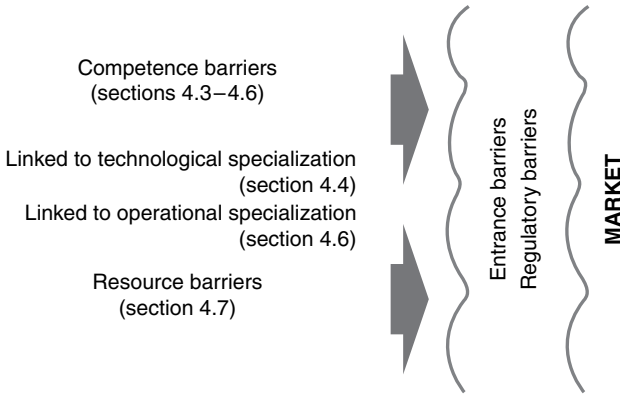 Competence barriers
(sections 4.3–4.6)
Linked to technological specialization
(section 4.4)
Linked to operational specialization
(section 4.6)
Resource barriers
(section 4.7)
Entrance barriers
Regulatory barriers
MARKET